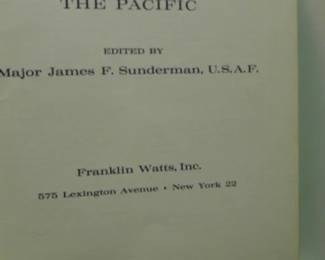 THE PACIFIC
EDITED BY
Major James F. Sunderman, U.S.A.F.
Franklin Watts, Inc.
575 Lexington Avenue • New York 22